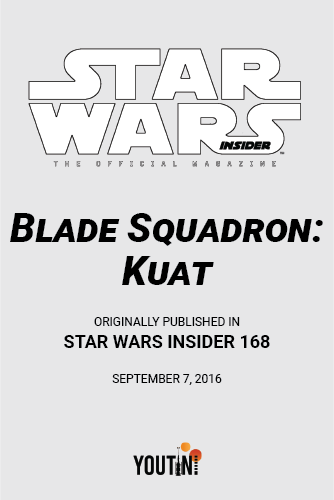 STAR
WARS
INSIDER ™
THE OFFICIAL MAGAZINE
BLADE SQUADRON:
KUAT
ORIGINALLY PUBLISHED IN
STAR WARS INSIDER 168
SEPTEMBER 7, 2016
YOUTINI